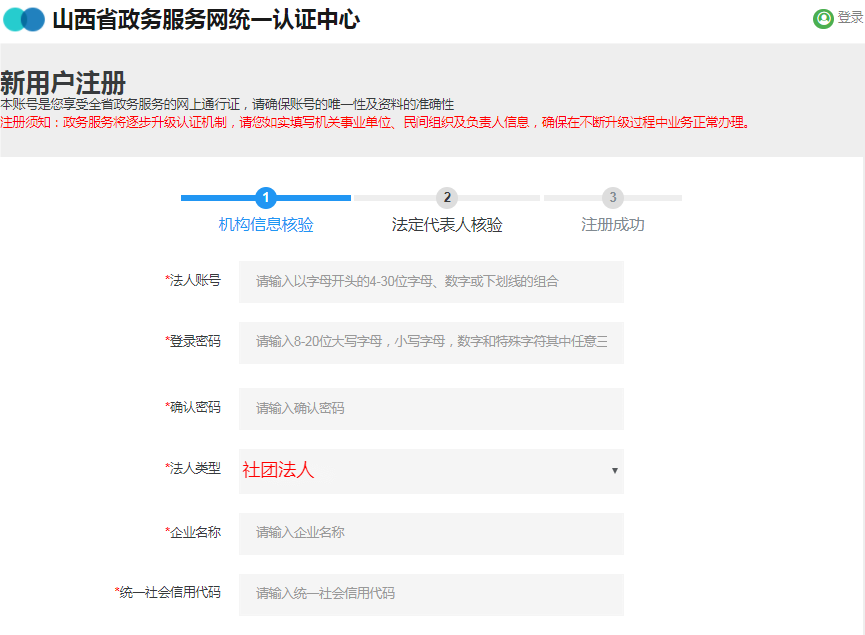 山西省政务服务网统一认证中心
登录
新用户注册
本账号是您享受全省政务服务的网上通行证，请确保账号的唯一性及资料的准确性
注册须知：政务服务将逐步升级认证机制，请您如实填写机关事业单位、民间组织及负责人信息，确保在不断升级过程中业务正常办理。
1 2 3
机构信息核验 法定代表人核验 注册成功
*法人账号 请输入以字母开头的4-30位字母、数字或下划线的组合
*登录密码 请输入8-20位大写字母，小写字母，数字和特殊字符其中任意三
*确认密码 请输入确认密码
*法人类型 社团法人
*企业名称 请输入企业名称
*统一社会信用代码 请输入统一社会信用代码